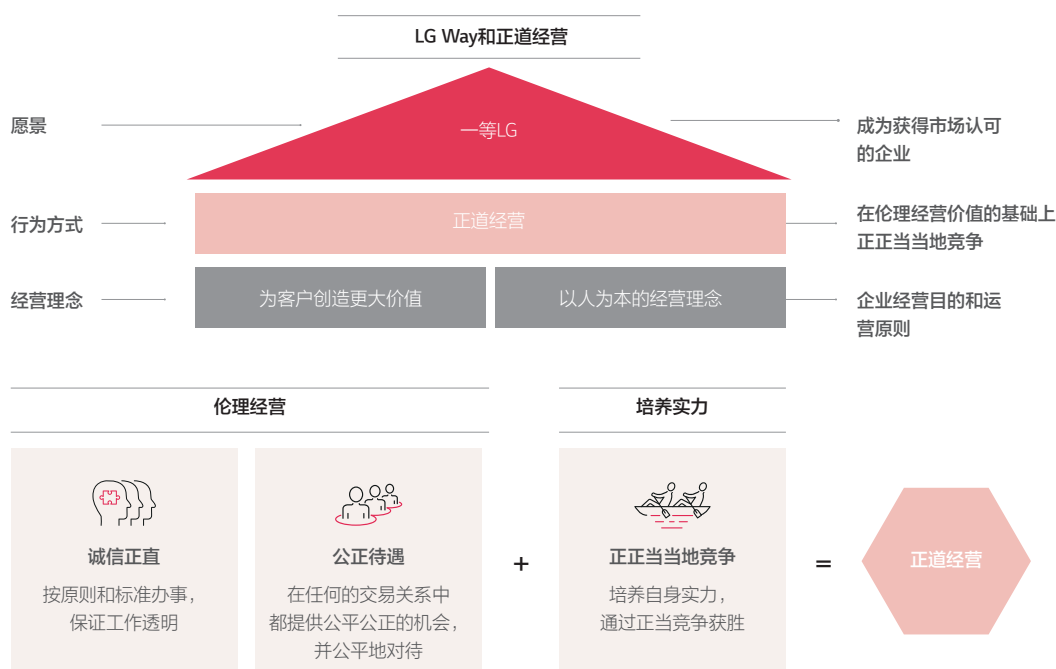 LG Way和正道经营
愿景
一等LG
成为获得市场认可
的企业
行为方式
正道经营
在伦理经营价值的基础上
正正当当地竞争
经营理念
为客户创造更大价值
以人为本的经营理念
企业经营目的和运
营原则
伦理经营
培养实力
诚信正直
按原则和标准办事，
保证工作透明
公正待遇
在任何的交易关系中
都提供公平公正的机会，
并公平地对待
+
正正当当地竞争
培养自身实力，
通过正当竞争获胜
=
正道经营